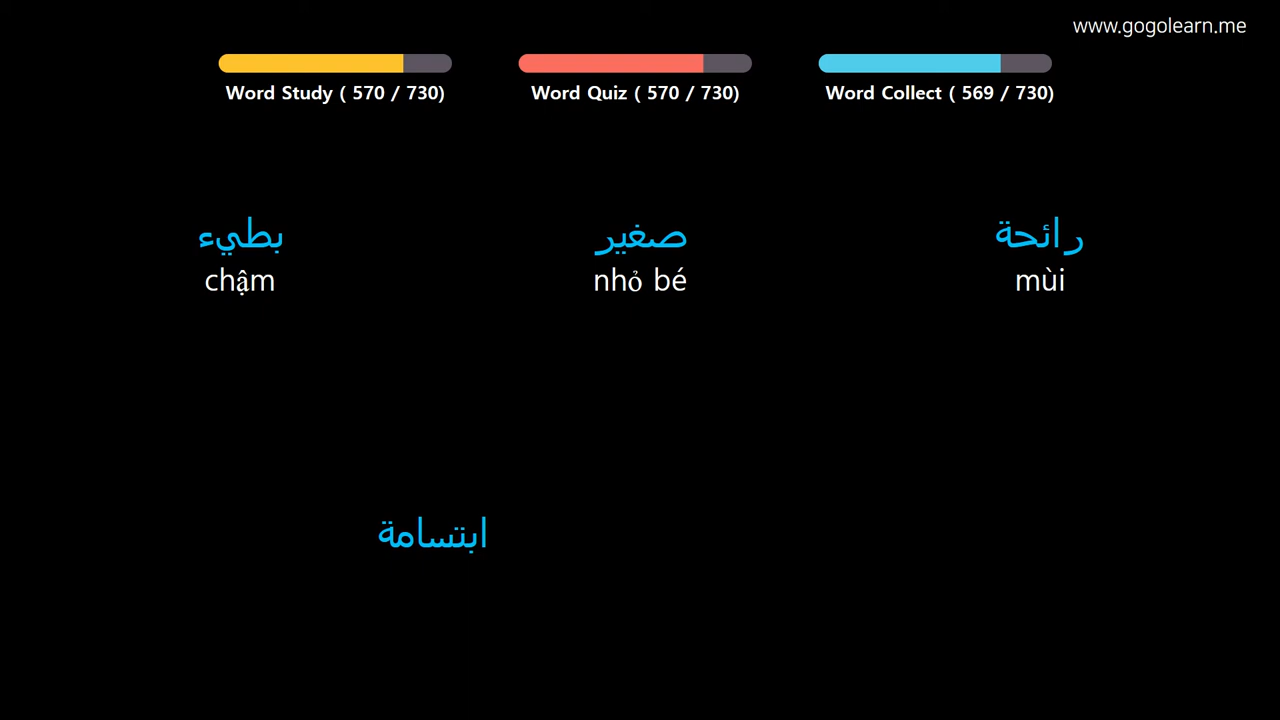 www.gogolearn.me
Word Study ( 570 / 730)
Word Quiz ( 570 / 730)
Word Collect ( 569 / 730)
بطيء
chậm
صغير
nhỏ bé
رائحة
mùi
ابتسامة